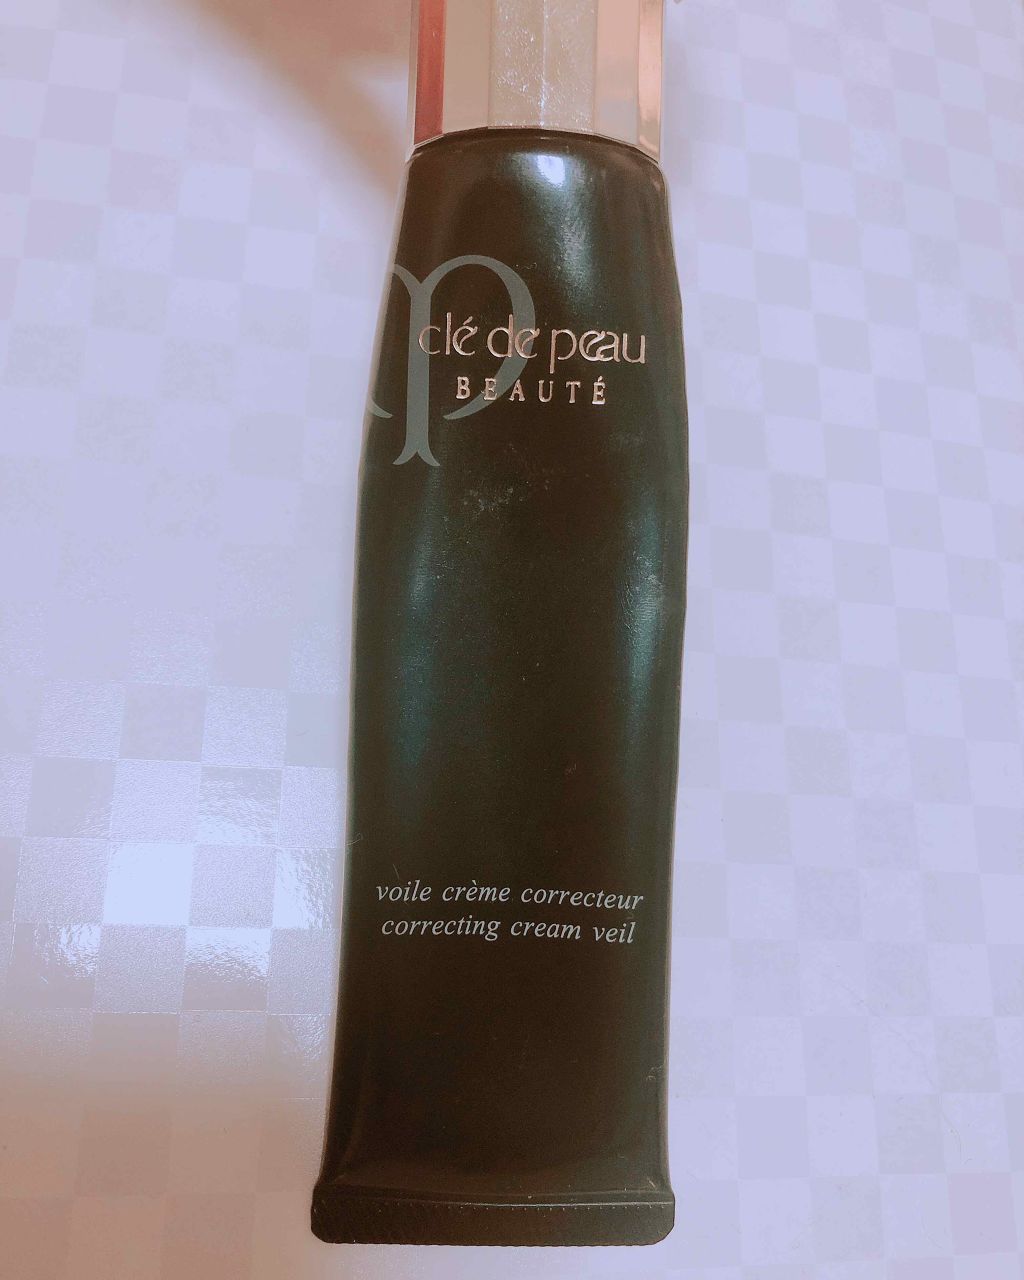 clé de peau
BEAUTÉ
voile crème correcteur
correcting cream veil